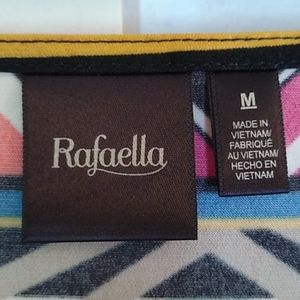 Rafaella
M
MADE IN
VIETNAM/
FABRIQUÉ
AU VIETNAM/
HECHO EN
VIETNAM